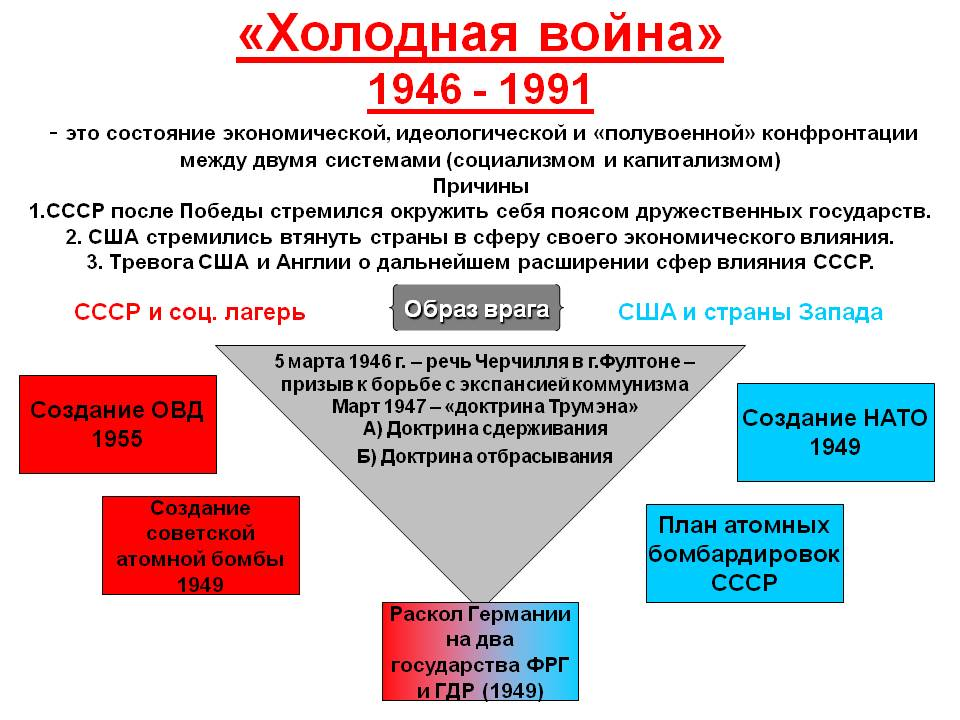 «Холодная война»
1946 - 1991
- это состояние экономической, идеологической и «полувоенной» конфронтации
между двумя системами (социализмом и капитализмом)
Причины
1.СССР после Победы стремился окружить себя поясом дружественных государств.
2. США стремились втянуть страны в сферу своего экономического влияния.
3. Тревога США и Англии о дальнейшем расширении сфер влияния СССР.
СССР и соц. лагерь
Образ врага
США и страны Запада
5 марта 1946 г. – речь Черчилля в г.Фултоне –
призыв к борьбе с экспансией коммунизма
Март 1947 – «доктрина Трумэна»
А) Доктрина сдерживания
Б) Доктрина отбрасывания
Создание ОВД
1955
Создание НАТО
1949
Создание
советской
атомной бомбы
1949
План атомных
бомбардировок
СССР
Раскол Германии
на два
государства ФРГ
и ГДР (1949)